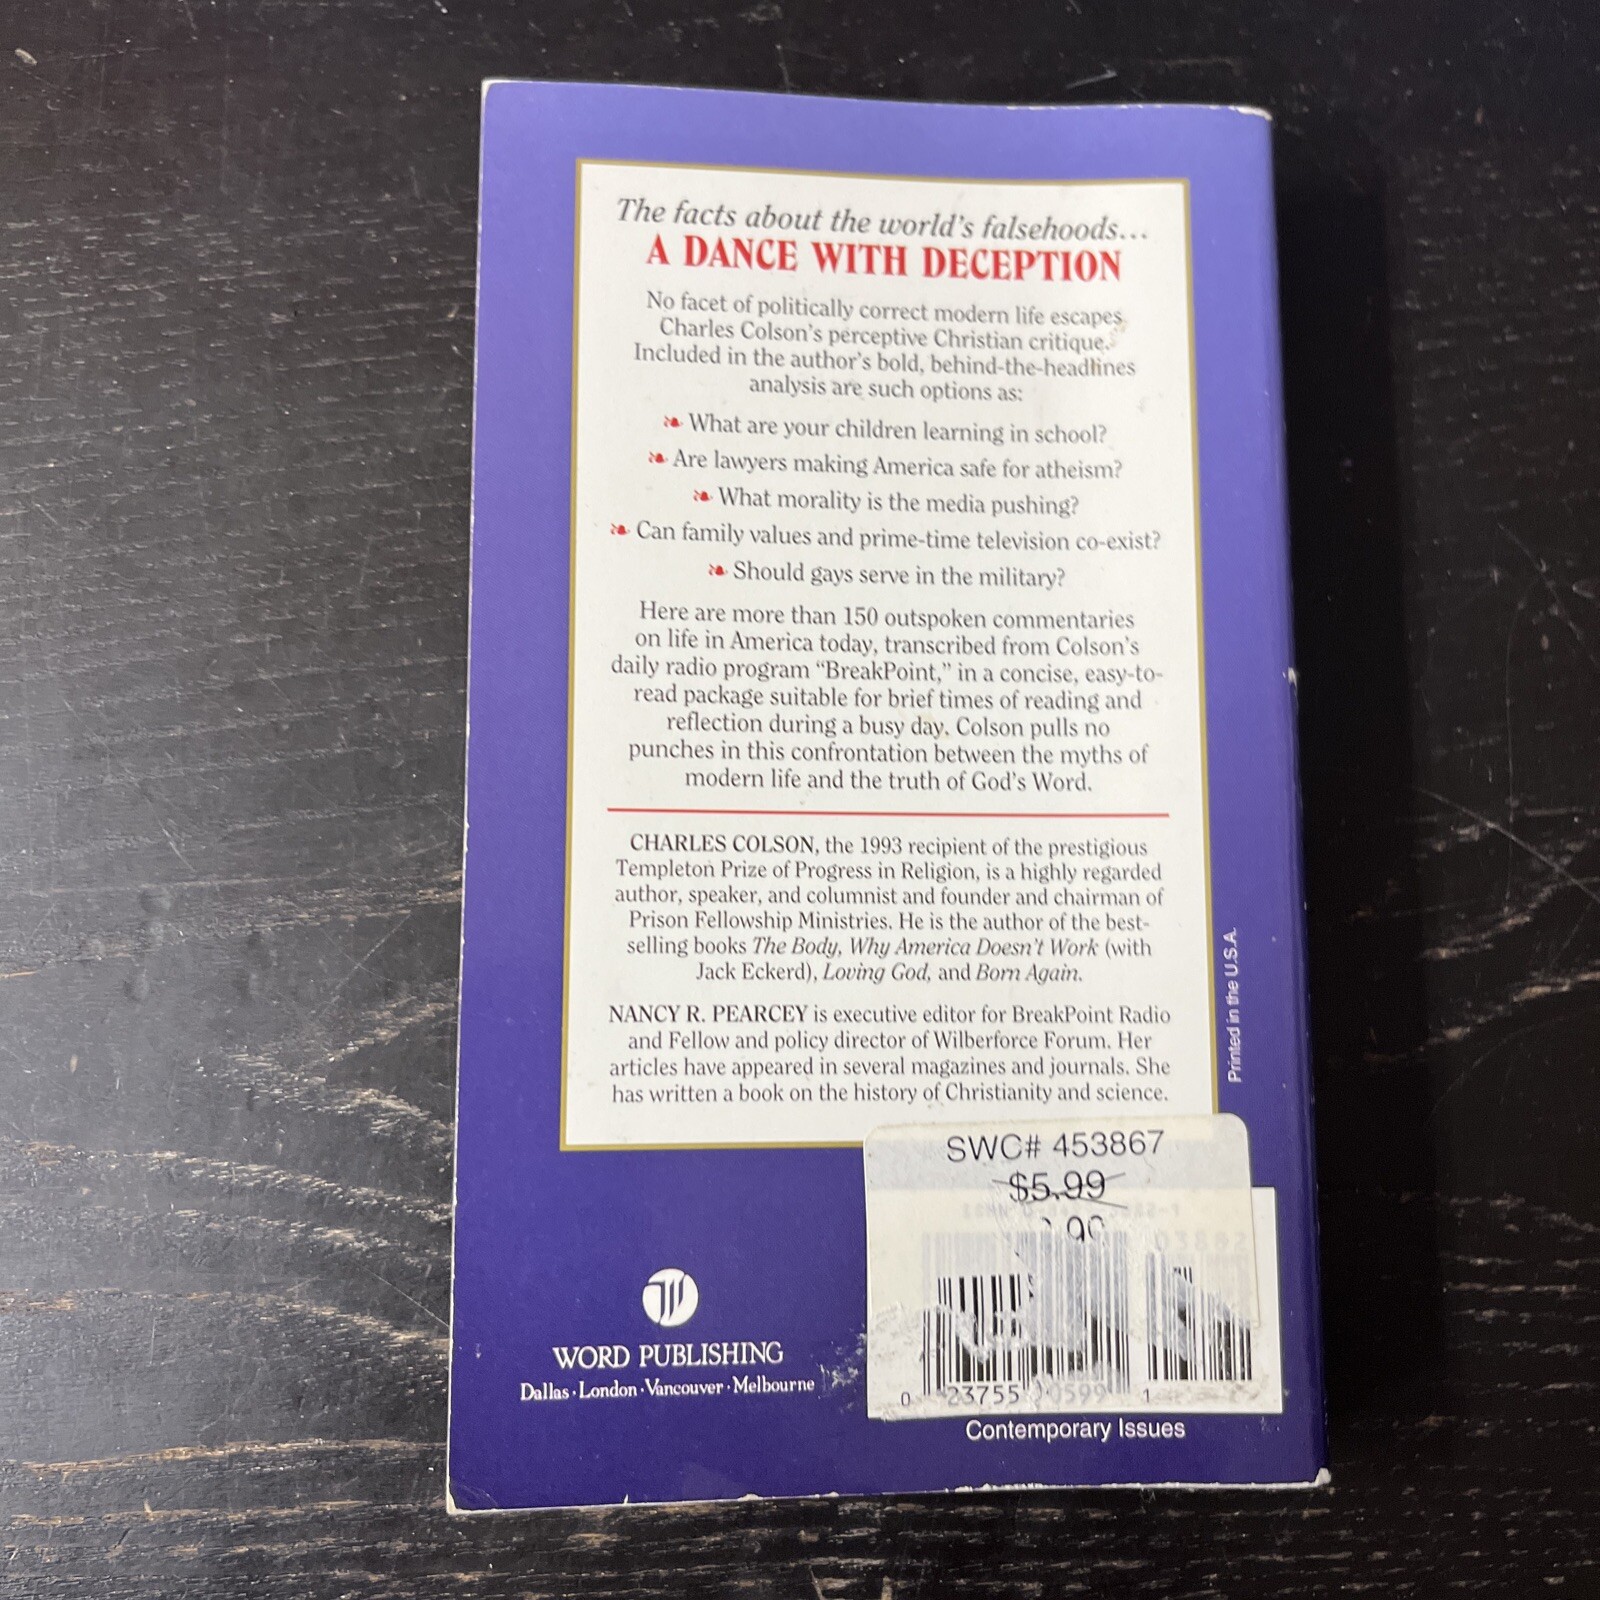 The facts about the world's falsehoods...
A DANCE WITH DECEPTION
No facet of politically correct modern life escapes
Charles Colson's perceptive Christian critique.
Included in the author's bold, behind-the-headlines
analysis are such options as:
❧ What are your children learning in school?
❧ Are lawyers making America safe for atheism?
❧ What morality is the media pushing?
❧ Can family values and prime-time television co-exist?
❧ Should gays serve in the military?
Here are more than 150 outspoken commentaries
on life in America today, transcribed from Colson's
daily radio program “BreakPoint,” in a concise, easy-to-
read package suitable for brief times of reading and
reflection during a busy day. Colson pulls no
punches in this confrontation between the myths of
modern life and the truth of God's Word.
CHARLES COLSON, the 1993 recipient of the prestigious
Templeton Prize of Progress in Religion, is a highly regarded
author, speaker, and columnist and founder and chairman of
Prison Fellowship Ministries. He is the author of the best-
selling books The Body, Why America Doesn't Work (with
Jack Eckerd), Loving God, and Born Again.
NANCY R. PEARCEY is executive editor for BreakPoint Radio
and Fellow and policy director of Wilberforce Forum. Her
articles have appeared in several magazines and journals. She
has written a book on the history of Christianity and science.
Printed in the U.S.A.
SWC# 453867
$5.99
03882
0 23755 0599 1
WORD PUBLISHING
Dallas · London · Vancouver · Melbourne
Contemporary Issues